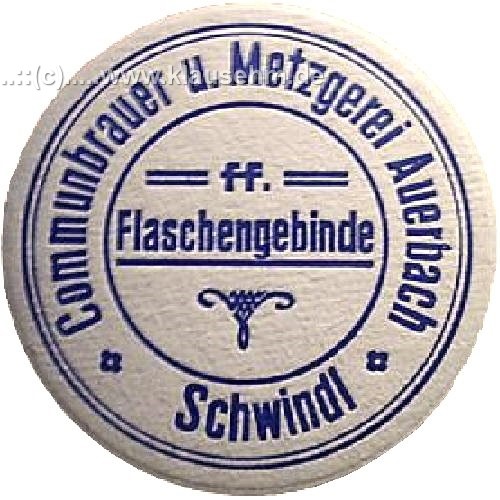 Communbrauer u. Metzgerei Auerbach
ff.
Flaschengebinde
Schwindl